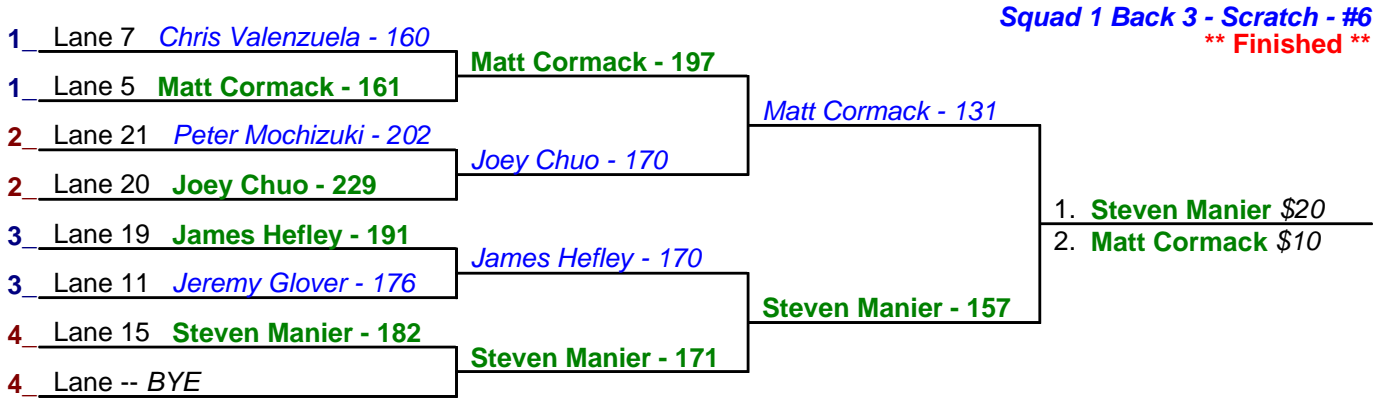 Squad 1 Back 3 - Scratch - #6
** Finished **
1_ Lane 7 Chris Valenzuela - 160
Matt Cormack - 197
1_ Lane 5 Matt Cormack - 161
Matt Cormack - 131
2_ Lane 21 Peter Mochizuki - 202
Joey Chuo - 170
2_ Lane 20 Joey Chuo - 229
1. Steven Manier $20
3_ Lane 19 James Hefley - 191
2. Matt Cormack $10
James Hefley - 170
3_ Lane 11 Jeremy Glover - 176
Steven Manier - 157
4_ Lane 15 Steven Manier - 182
Steven Manier - 171
4_ Lane -- BYE